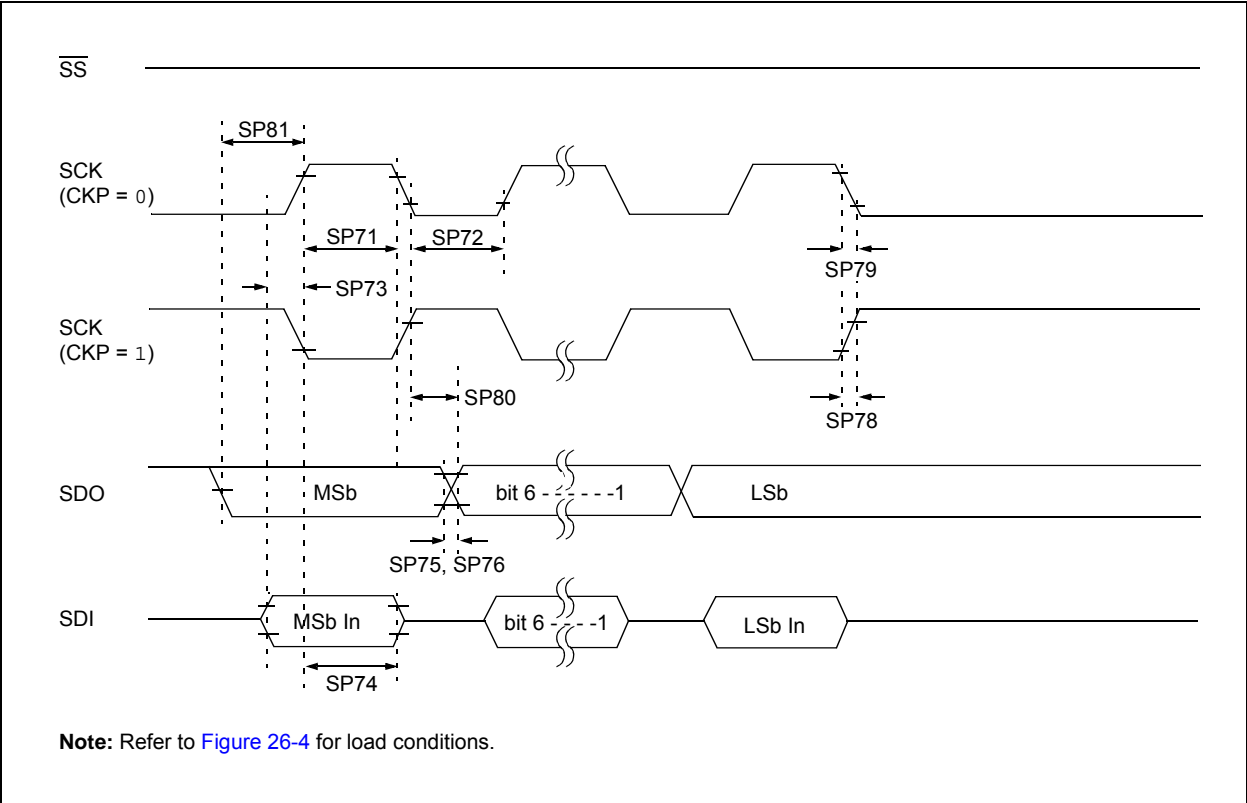 SS
SP81
SCK
(CKP = 0)
SP71
SP72
SP79
SP73
SCK
(CKP = 1)
SP80
SP78
SDO
MSb
bit 6 - - - - - -1
LSb
SP75, SP76
SDI
MSb In
bit 6 - - - -1
LSb In
SP74
Note: Refer to Figure 26-4 for load conditions.